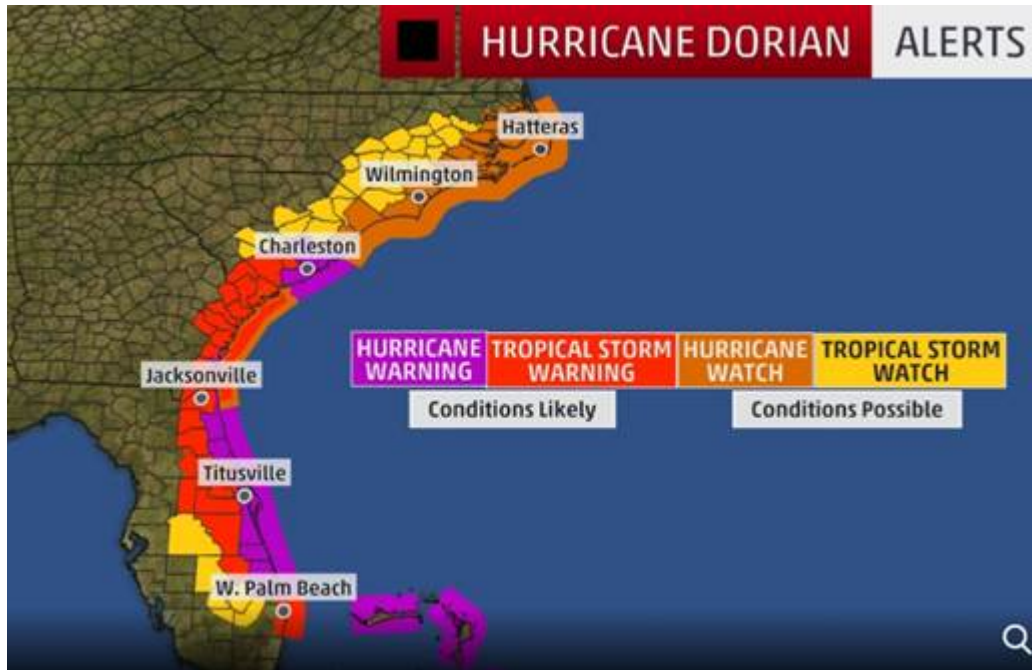 HURRICANE DORIAN
ALERTS
Hatteras
Wilmington
Charleston
HURRICANE
WARNING
TROPICAL STORM
WARNING
HURRICANE
WATCH
TROPICAL STORM
WATCH
Conditions Likely
Conditions Possible
Jacksonville
Titusville
W. Palm Beach